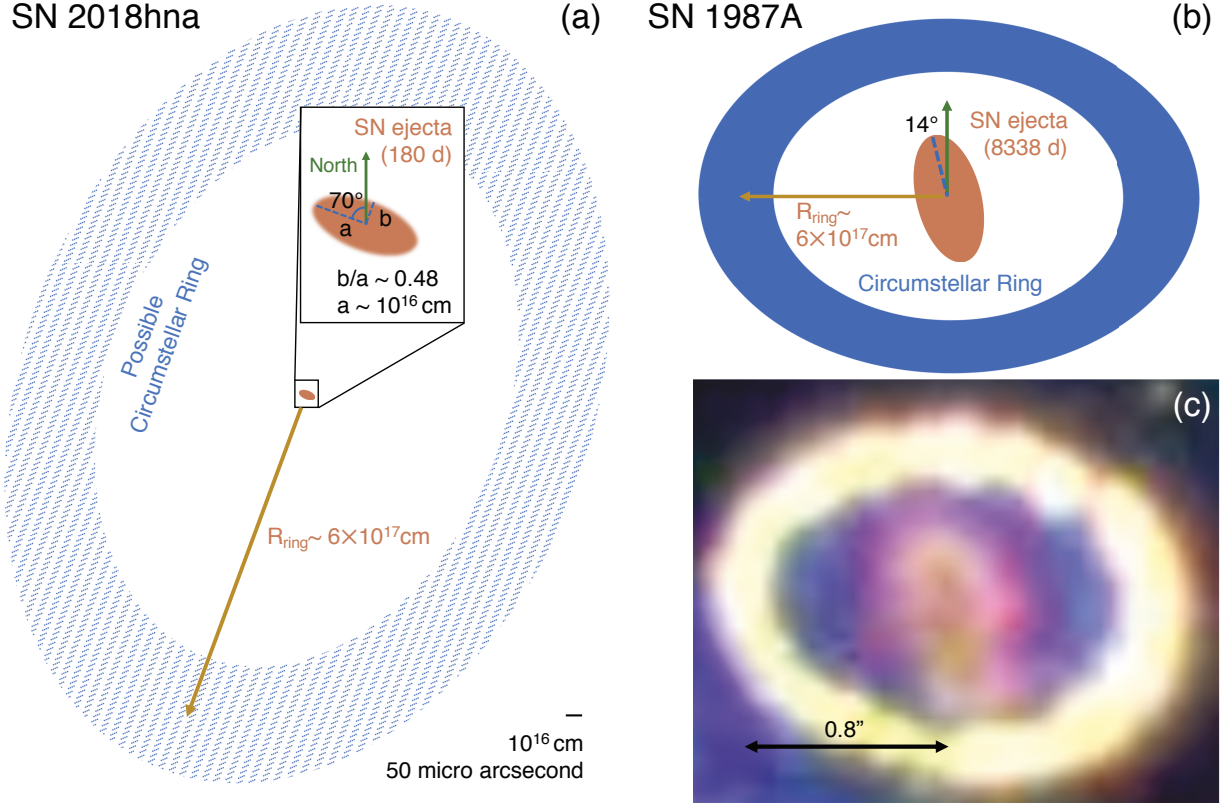 SN 2018hna
(a)
SN ejecta
(180 d)
North
70°
a
b
b/a ~ 0.48
a ~ 10¹⁶ cm
Possible
Circumstellar Ring
R_ring~ 6×10¹⁷cm
10¹⁶ cm
50 micro arcsecond
SN 1987A
(b)
14°
SN ejecta
(8338 d)
R_ring~
6×10¹⁷cm
Circumstellar Ring
(c)
0.8”